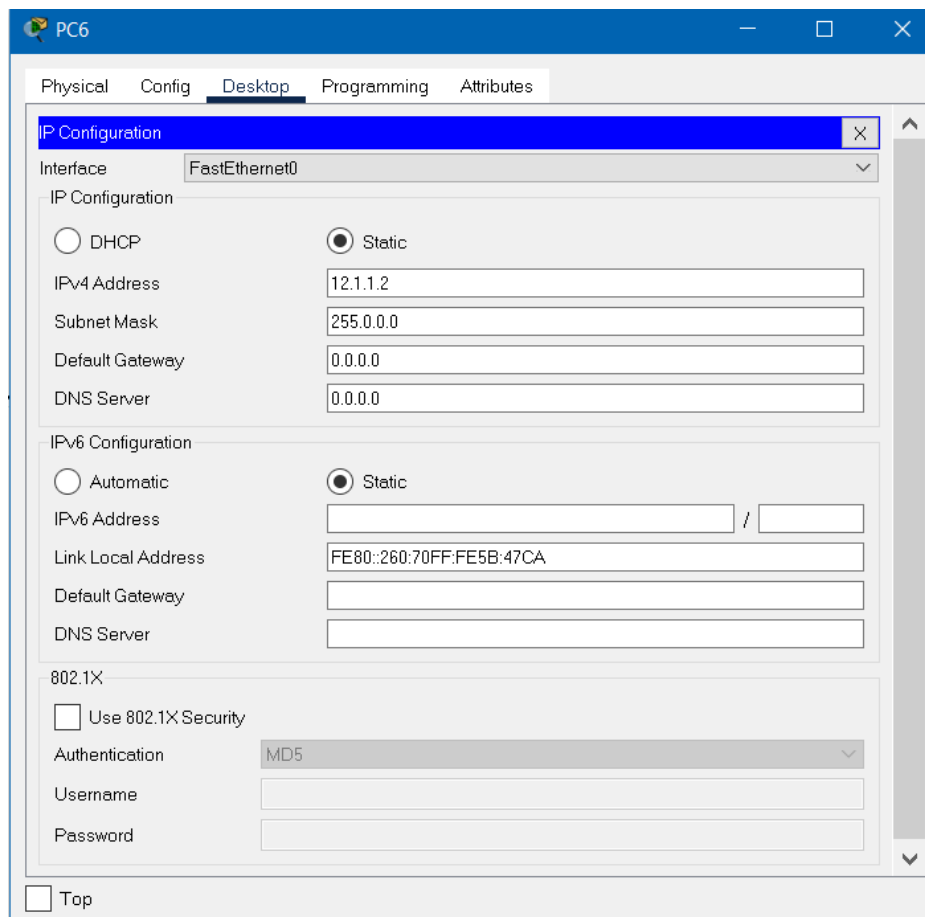 PC6
Physical Config Desktop Programming Attributes
IP Configuration X
Interface FastEthernet0
IP Configuration
DHCP Static
IPv4 Address 12.1.1.2
Subnet Mask 255.0.0.0
Default Gateway 0.0.0.0
DNS Server 0.0.0.0
IPv6 Configuration
Automatic Static
IPv6 Address /
Link Local Address FE80::260:70FF:FE5B:47CA
Default Gateway
DNS Server
802.1X
Use 802.1X Security
Authentication MD5
Username
Password
Top